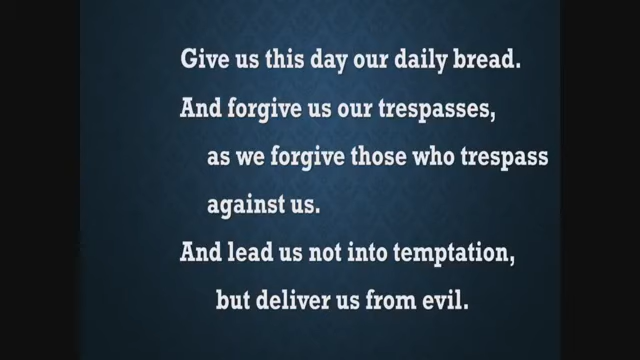 Give us this day our daily bread.
And forgive us our trespasses,
as we forgive those who trespass
against us.
And lead us not into temptation,
but deliver us from evil.